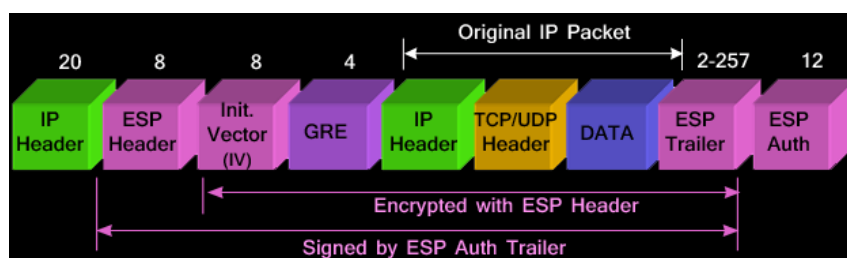 Original IP Packet
20 8 8 4 2-257 12
IP Header
ESP Header
Init. Vector (IV)
GRE
IP Header
TCP/UDP Header
DATA
ESP Trailer
ESP Auth
Encrypted with ESP Header
Signed by ESP Auth Trailer